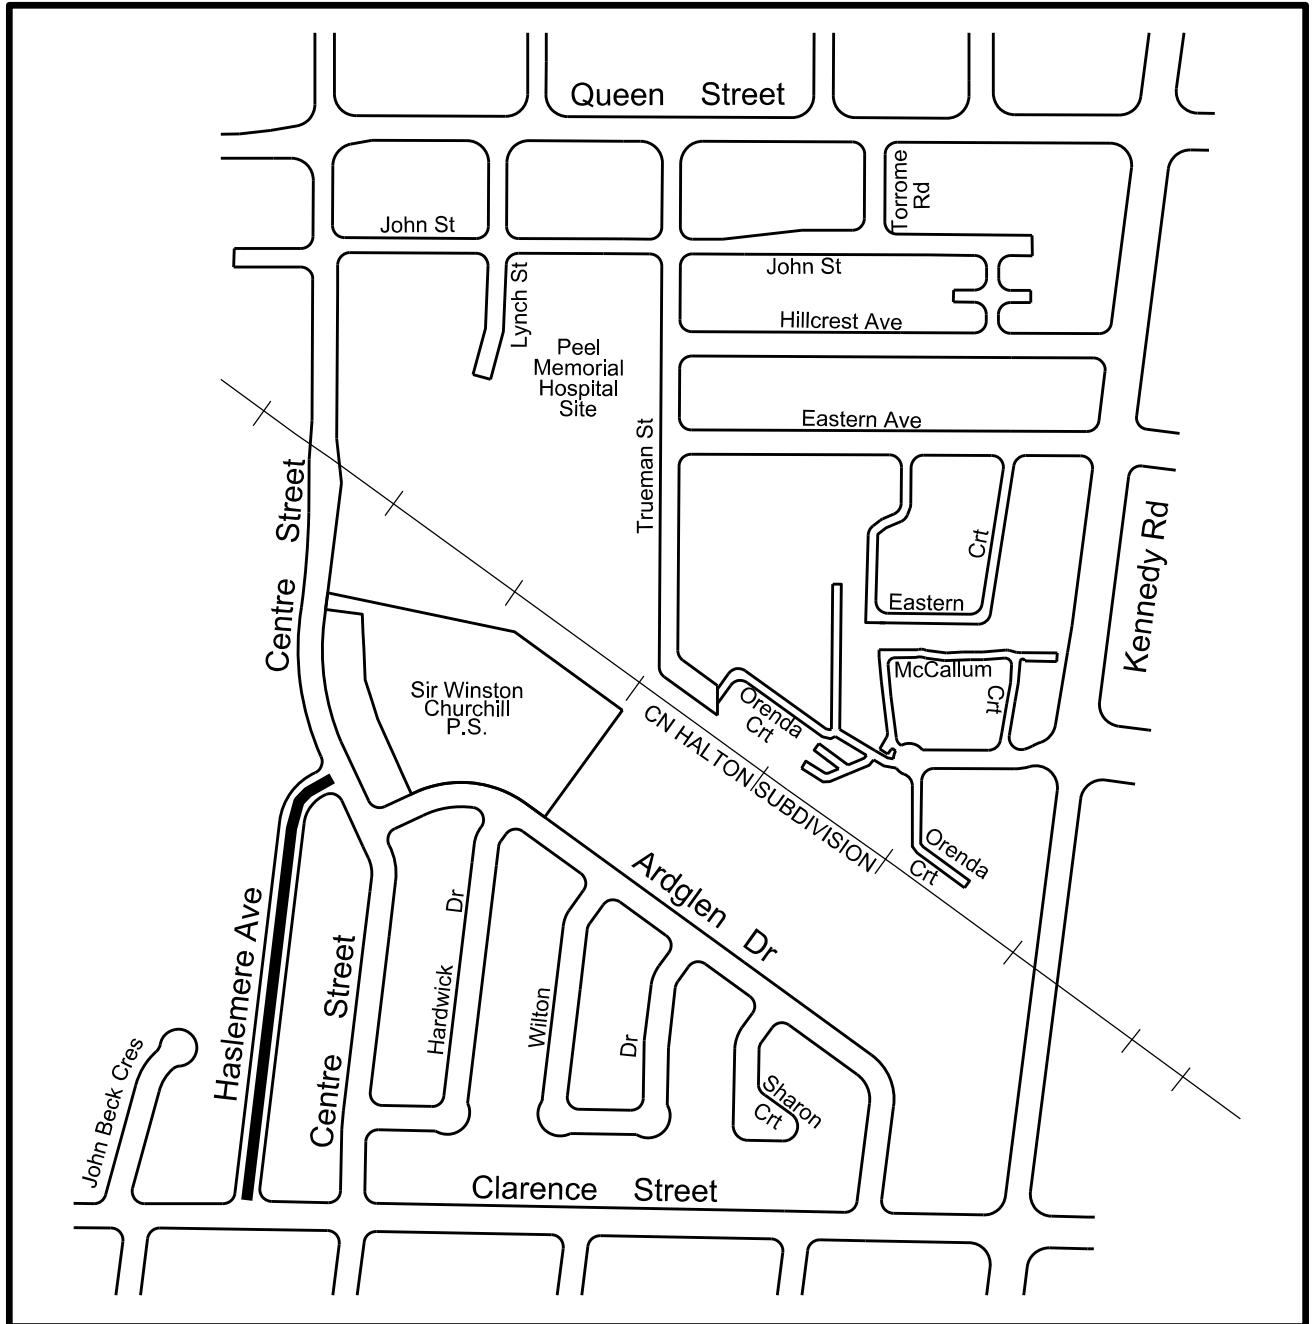 Queen Street
Torrome
Rd
John St
John St
Lynch St
Hillcrest Ave
Peel
Memorial
Hospital
Site
Eastern Ave
Trueman St
Centre Street
Crt
Eastern
Kennedy Rd
McCallum
Crt
Sir Winston
Churchill
P.S.
Orenda
Crt
CN HALTON SUBDIVISION
Orenda
Crt
Ardglen Dr
Haslemere Ave
Centre Street
Hardwick Dr
Wilton
Dr
Sharon
Crt
John Beck Cres
Clarence Street